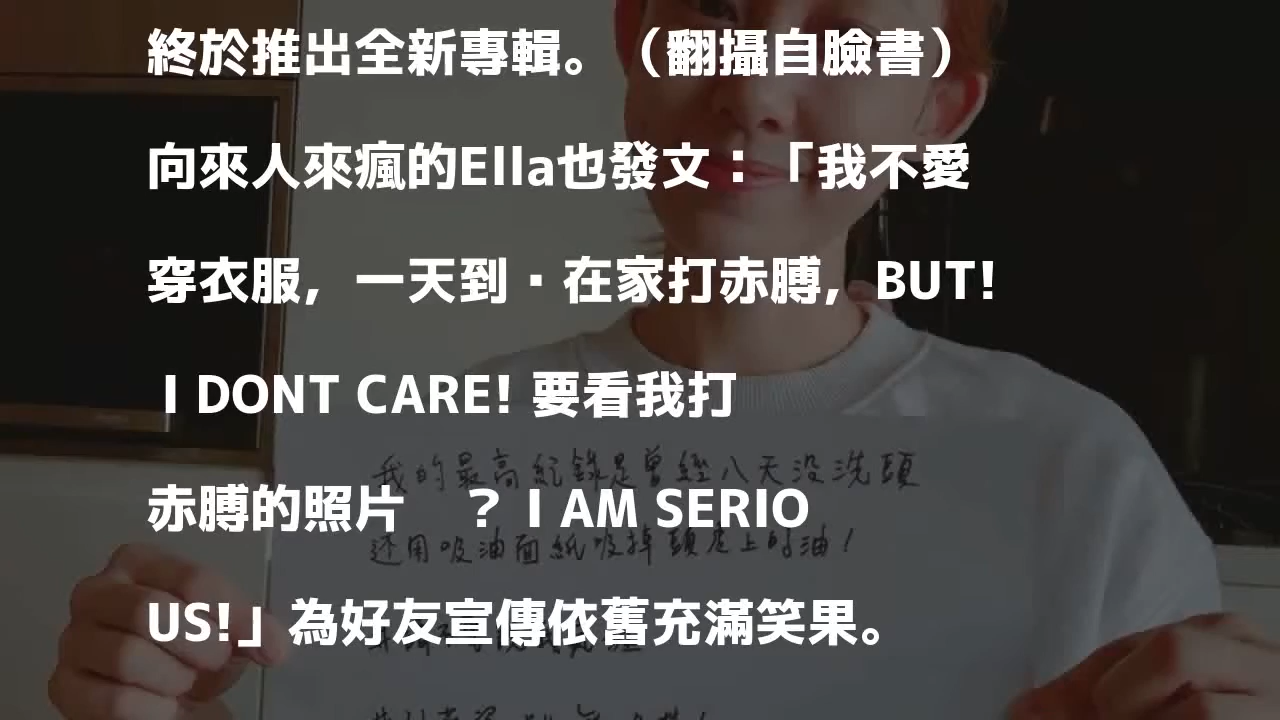 終於推出全新專輯。（翻攝自臉書）
向來人來瘋的Ella也發文：「我不愛
穿衣服，一天到·在家打赤膊，BUT!
I DONT CARE! 要看我打
赤膊的照片 ？ I AM SERIO
US!」為好友宣傳依舊充滿笑果。
我的最高紀錄是曾經八天沒洗頭
還用吸油面紙吸掉頭皮上的油！